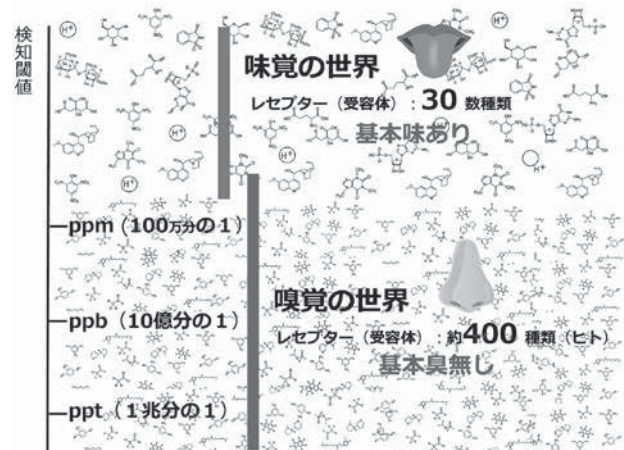 検知閾値
味覚の世界
レセプター（受容体）：30 数種類
基本味あり
ppm（100万分の1）
嗅覚の世界
ppb（10億分の1）
レセプター（受容体）：約400 種類（ヒト）
基本臭無し
ppt（1兆分の1）